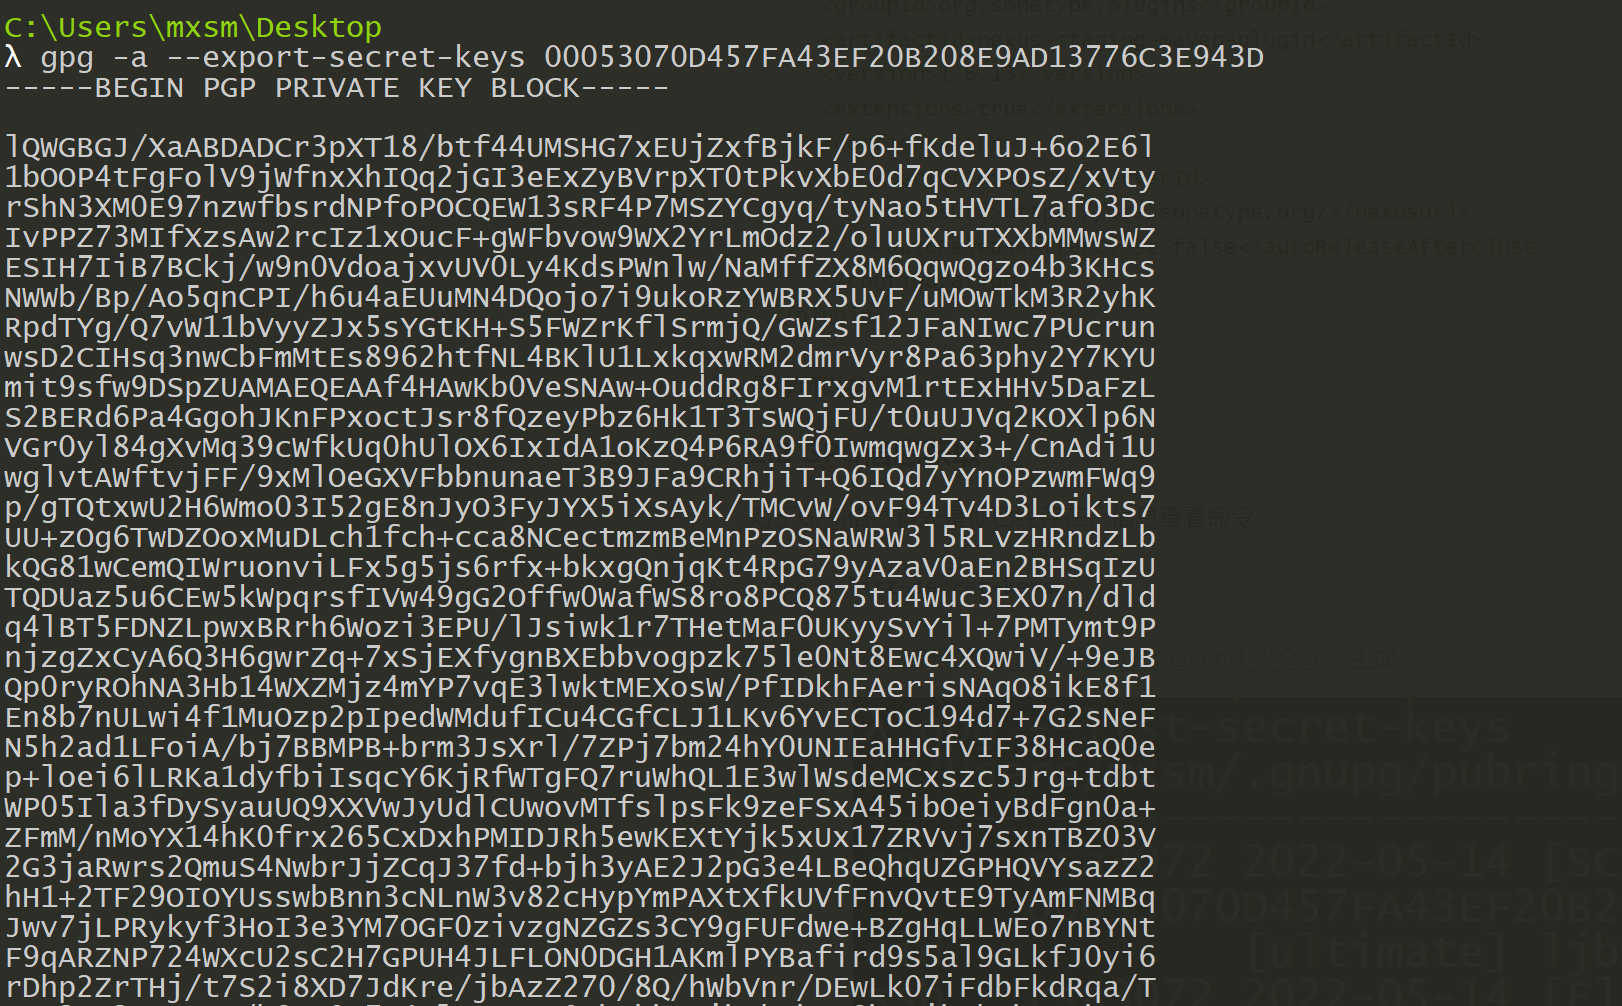 C:\Users\mxsm\Desktop
λ gpg -a --export-secret-keys 00053070D457FA43EF20B208E9AD13776C3E943D
-----BEGIN PGP PRIVATE KEY BLOCK-----
lQWGBGJ/XaABDADCr3pXT18/btf44UMSHG7xEUjZxfBjkF/p6+fKdeluJ+6o2E6l
1bOOP4tFgFolV9jWfnxXhIQq2jGI3eExZyBVrpXT0tPkvXbE0d7qCVXPOsZ/xVty
rShN3XM0E97nzwfbsrdNPfoPOCQEW13sRF4P7MSZYCgyq/tyNao5tHVTL7afO3Dc
IvPPZ73MIfXzsAw2rcIz1xOucF+gWFbvow9WX2YrLmOdz2/oluUXruTXXbMMwsWZ
ESIH7IiB7BCkj/w9n0VdoajxvUV0Ly4KdsPWnlw/NaMffZX8M6QqwQgzo4b3KHcs
NWWb/Bp/Ao5qnCPI/h6u4aEUuMN4DQojo7i9ukoRzYWBRX5UvF/uMOwTkM3R2yhK
RpdTYg/Q7vW11bVyyZJx5sYGtKH+S5FWZrKflSrmjQ/GWZsf12JFaNIwc7PUcrun
wsD2CIHsq3nwCbFmMtEs8962htfNL4BKlU1LxkqxwRM2dmrVyr8Pa63phy2Y7KYU
mit9sfw9DSpZUAMAEQEAAf4HAwKb0VeSNAw+OuddRg8FIrxgvM1rtExHHv5DaFzL
S2BERd6Pa4GgohJKnFPxoctJsr8fQzeyPbz6Hk1T3TsWQjFU/t0uUJVq2KOXlp6N
VGr0yl84gXvMq39cWfkUq0hUlOX6IxIdA1oKzQ4P6RA9f0IwmqwgZx3+/CnAdi1U
wglvtAWftvjFF/9xMlOeGXVFbbnunaeT3B9JFa9CRhjiT+Q6IQd7yYnOPzwmFWq9
p/gTQtxwU2H6Wmo03I52gE8nJyO3FyJYX5iXsAyk/TMCvW/ovF94Tv4D3Loikts7
UU+zOg6TwDZOoxMuDLch1fch+cca8NCectmzmBeMnPzOSNaWRW3l5RLvzHRndzLb
kQG81wCemQIWruonviLFx5g5js6rfx+bkxgQnjqKt4RpG79yAzaV0aEn2BHSqIzU
TQDUaz5u6CEw5kWpqrsfIVw49gG2Offw0WafWS8ro8PCQ875tu4Wuc3EX07n/dld
q4lBT5FDNZLpwxBRrh6Wozi3EPU/lJsiwk1r7THetMaF0UKyySvYil+7PMTymt9P
njzgZxCyA6Q3H6gwrZq+7xSjEXfygnBXEbbvogpzk75le0Nt8Ewc4XQwiV/+9eJB
Qp0ryROhNA3Hb14WXZMjz4mYP7vqE3lwktMEXosW/PfIDkhFAerisNAqO8ikE8f1
En8b7nULwi4f1MuOzp2pIpedWMdufICu4CGfCLJ1LKv6YvECToC194d7+7G2sNeF
N5h2ad1LFoiA/bj7BBMPB+brm3JsXrl/7ZPj7bm24hY0UNIEaHHGfvIF38HcaQ0e
p+loei6lLRKa1dyfbiIsqcY6KjRfWTgFQ7ruWhQL1E3wlWsdeMCxszc5Jrg+tdbt
WPO5Ila3fDySyauUQ9XXVwJyUdlCUwovMTfslpsFk9zeFSxA45ibOeiyBdFgn0a+
ZFmM/nMoYX14hK0frx265CxDxhPMIDJRh5ewKEXtYjk5xUx17ZRVvj7sxnTBZ03V
2G3jaRwrs2QmuS4NwbrJjZCqJ37fd+bjh3yAE2J2pG3e4LBeQhqUZGPHQVYsazZ2
hH1+2TF29OIOYUsswbBnn3cNLnW3v82cHypYmPAXtXfkUVfFnvQvtE9TyAmFNMBq
Jwv7jLPRykyf3HoI3e3YM7OGF0zivzgNZGZs3CY9gFUFdwe+BZgHqLLWEo7nBYNt
F9qARZNP724WXcU2sC2H7GPUH4JLFLON0DGH1AKmlPYBafird9s5al9GLkfJ0yi6
rDhp2ZrTHj/t7S2i8XD7JdKre/jbAzZ270/8Q/hWbVnr/DEwLk07iFdbFkdRqa/T